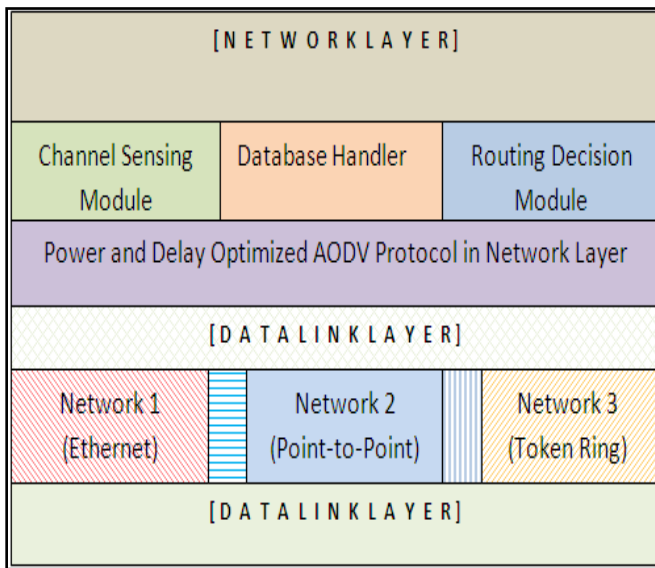 [NETWORKLAYER]
Channel Sensing
Module
Database Handler
Routing Decision
Module
Power and Delay Optimized AODV Protocol in Network Layer
[DATALINKLAYER]
Network 1
(Ethernet)
Network 2
(Point-to-Point)
Network 3
(Token Ring)
[DATALINKLAYER]